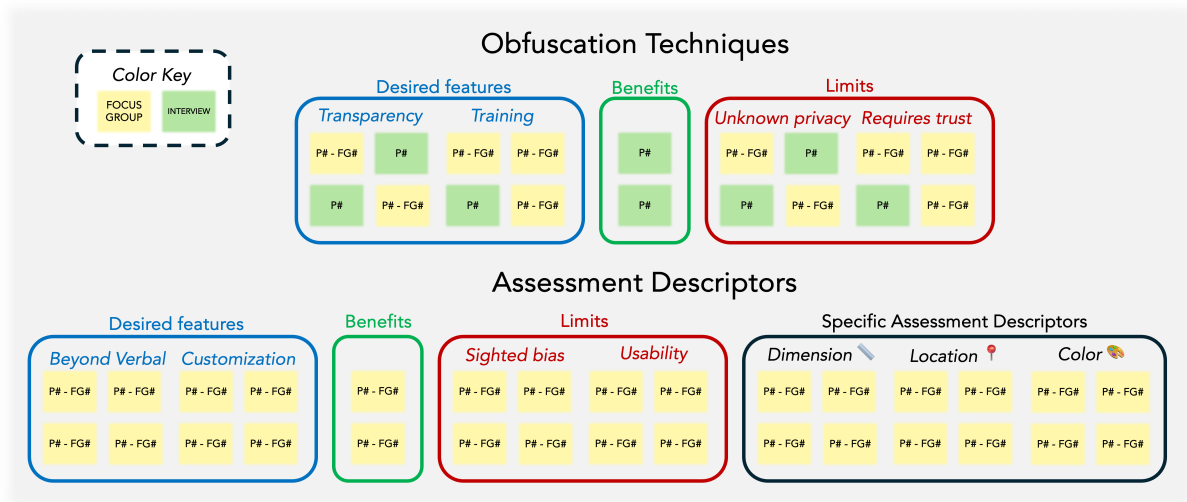 Obfuscation Techniques
Color Key
FOCUS
GROUP
INTERVIEW
Desired features
Benefits
Limits
Transparency Training
Unknown privacy Requires trust
P# - FG# P# P# - FG# P# - FG# P# P# - FG# P# P# - FG# P# - FG#
P# P# - FG# P# P# - FG# P# P# P# - FG# P# P# - FG#
Assessment Descriptors
Desired features
Benefits
Limits
Specific Assessment Descriptors
Beyond Verbal Customization
Sighted bias Usability
Dimension 📏 Location 📍 Color 🎨
P# - FG# P# - FG# P# - FG# P# - FG# P# - FG# P# - FG# P# - FG# P# - FG# P# - FG# P# - FG# P# - FG# P# - FG# P# - FG# P# - FG# P# - FG#
P# - FG# P# - FG# P# - FG# P# - FG# P# - FG# P# - FG# P# - FG# P# - FG# P# - FG# P# - FG# P# - FG# P# - FG# P# - FG# P# - FG# P# - FG#